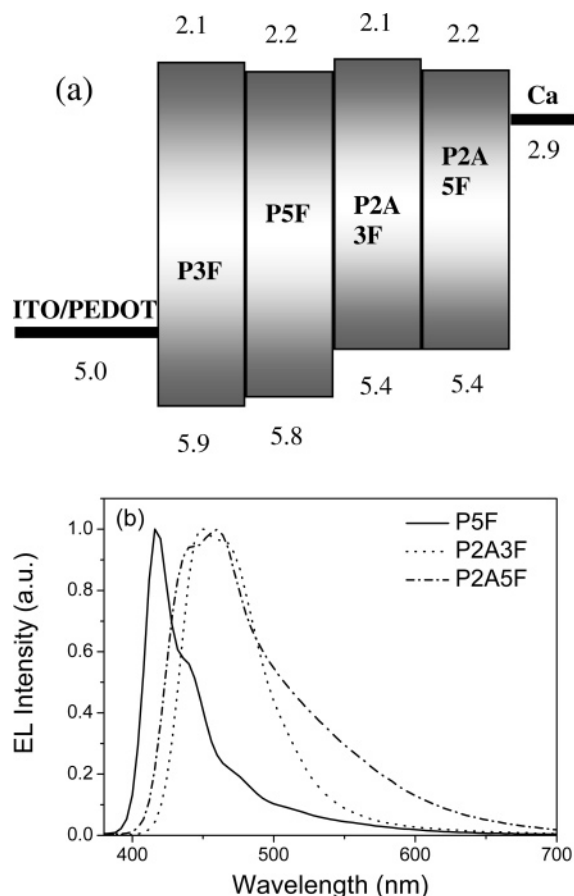 2.1 2.2 2.1 2.2
(a)
Ca
2.9
P2A
5F
P5F
P2A
3F
P3F
ITO/PEDOT
5.0
5.4 5.4
5.9 5.8
(b)
P5F
P2A3F
P2A5F
1.0
0.8
0.6
0.4
0.2
0.0
EL Intensity (a.u.)
400 500 600 700
Wavelength (nm)